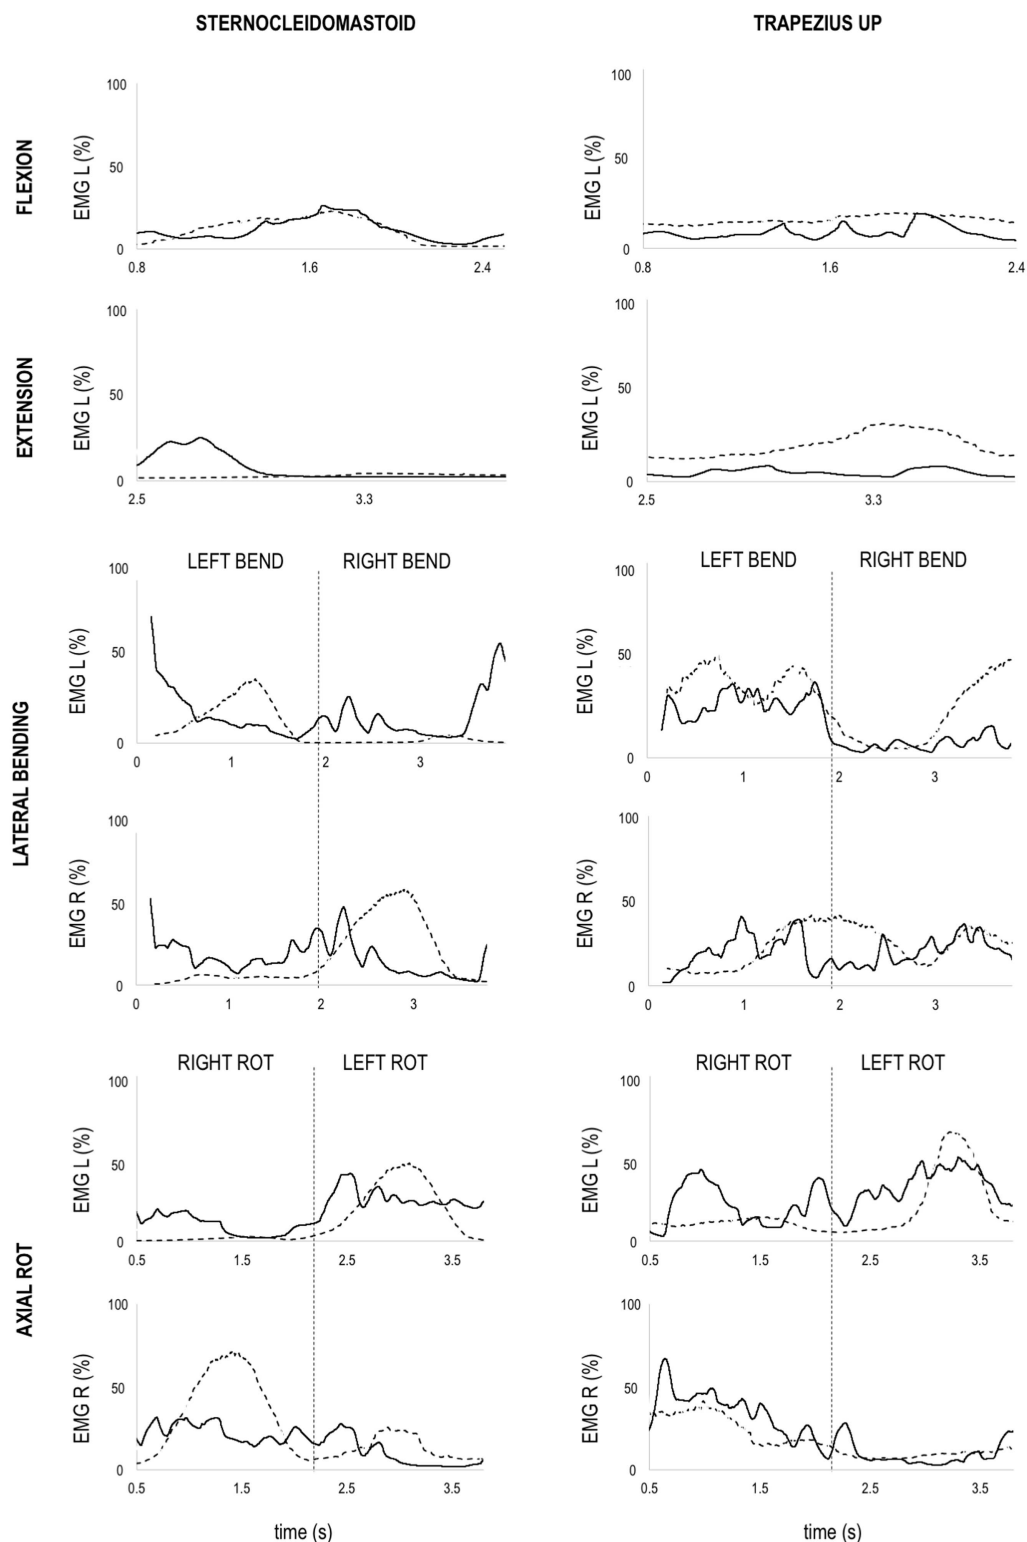 STERNOCLEIDOMASTOID TRAPEZIUS UP
FLEXION
EMG L (%)
100
50
0
0.8 1.6 2.4
EMG L (%)
100
50
0
0.8 1.6 2.4
EXTENSION
EMG L (%)
100
50
0
2.5 3.3
EMG L (%)
100
50
0
2.5 3.3
LATERAL BENDING
LEFT BEND RIGHT BEND
EMG L (%)
100
50
0
0 1 2 3
LEFT BEND RIGHT BEND
EMG L (%)
100
50
0
0 1 2 3
EMG R (%)
100
50
0
0 1 2 3
EMG R (%)
100
50
0
0 1 2 3
AXIAL ROT
RIGHT ROT LEFT ROT
EMG L (%)
100
50
0
0.5 1.5 2.5 3.5
RIGHT ROT LEFT ROT
EMG L (%)
100
50
0
0.5 1.5 2.5 3.5
EMG R (%)
100
50
0
0.5 1.5 2.5 3.5
time (s)
EMG R (%)
100
50
0
0.5 1.5 2.5 3.5
time (s)